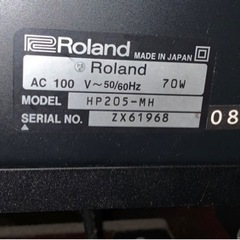 Roland MADE IN JAPAN
Roland
AC 100 V~50/60Hz 70W
MODEL HP205-MH
SERIAL NO. ZX61968
08